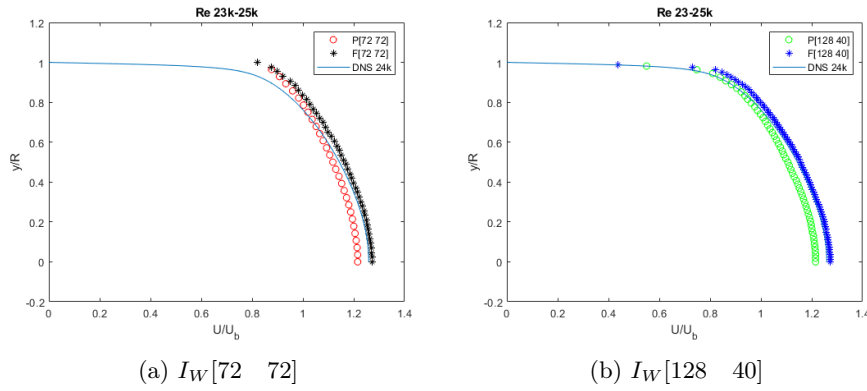 Re 23k-25k
P[72 72]
F[72 72]
DNS 24k
1.2
1
0.8
0.6
0.4
0.2
0
-0.2
y/R
0 0.2 0.4 0.6 0.8 1 1.2 1.4
U/U_b
(a) I_W[72 72]
Re 23-25k
P[128 40]
F[128 40]
DNS 24k
1.2
1
0.8
0.6
0.4
0.2
0
-0.2
y/R
0 0.2 0.4 0.6 0.8 1 1.2 1.4
U/U_b
(b) I_W[128 40]